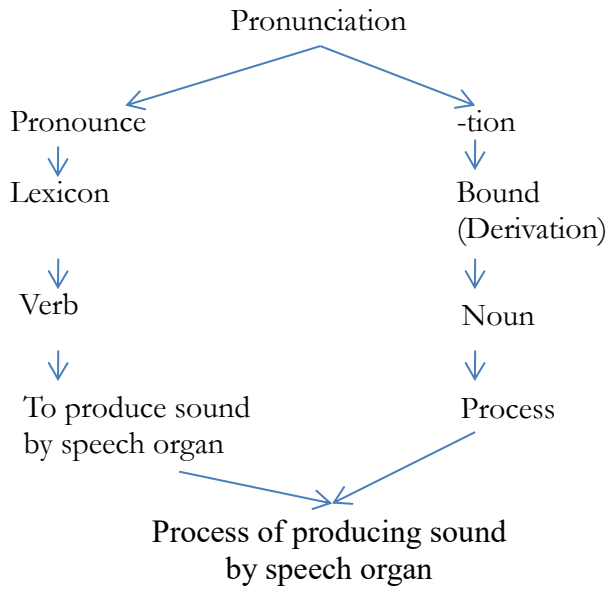 Pronunciation
Pronounce
-tion
Lexicon
Bound
(Derivation)
Verb
Noun
To produce sound
by speech organ
Process
Process of producing sound
by speech organ